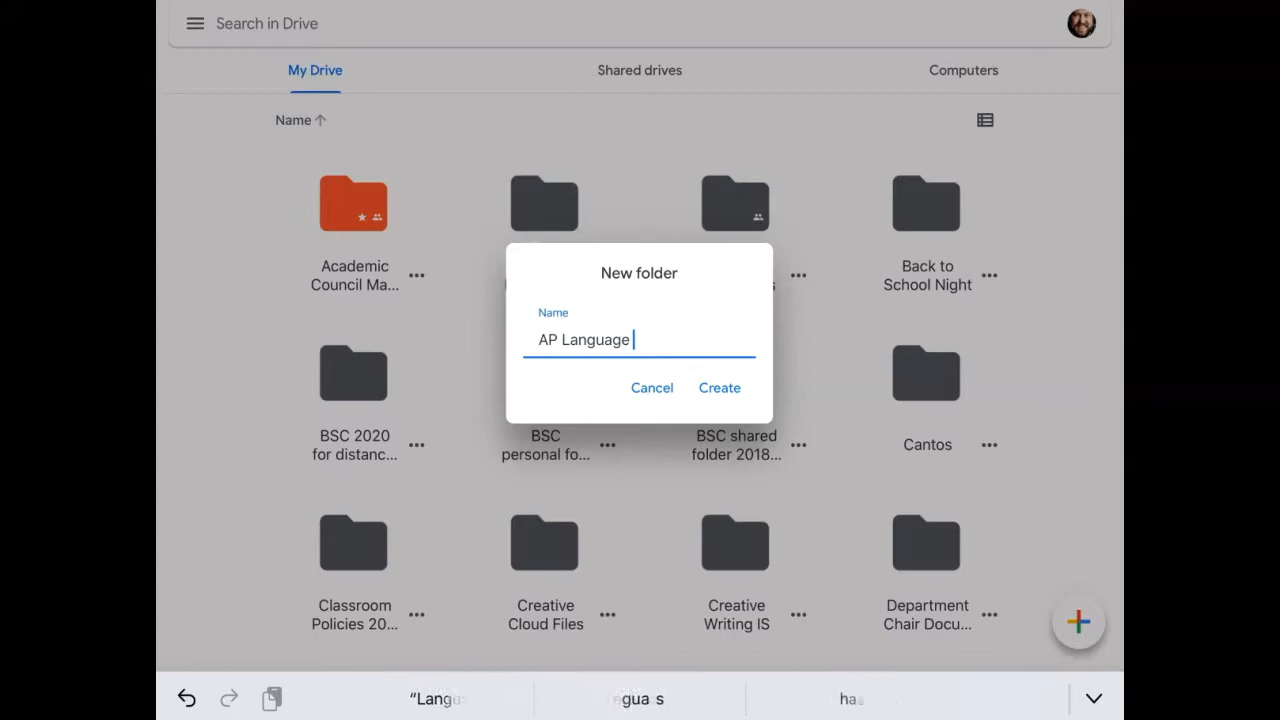 Search in Drive
My Drive
Shared drives
Computers
Name
Academic
Council Ma...
Back to
School Night
New folder
Name
AP Language
Cancel
Create
BSC 2020
for distanc...
BSC
personal fo...
BSC shared
folder 2018...
Cantos
Classroom
Policies 20...
Creative
Cloud Files
Creative
Writing IS
Department
Chair Docu...